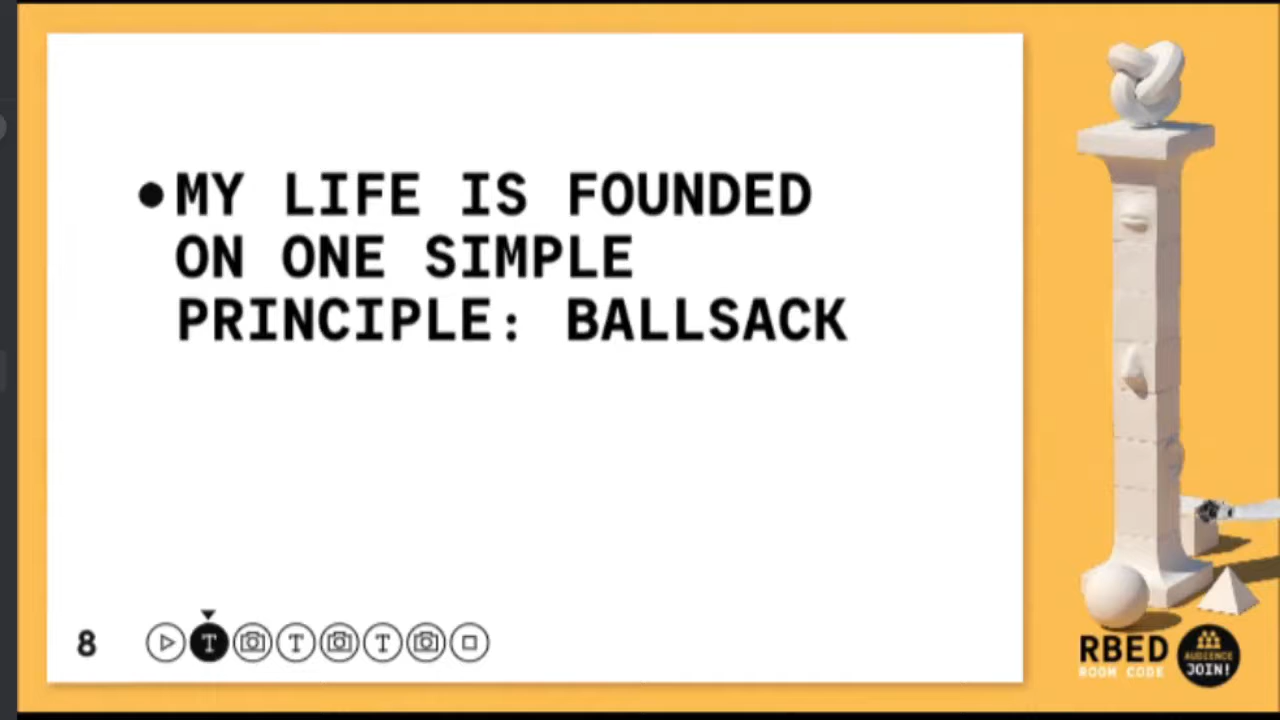 •MY LIFE IS FOUNDED
ON ONE SIMPLE
PRINCIPLE: BALLSACK
8
T T T
RBED
ROOM CODE
AUDIENCE
JOIN!